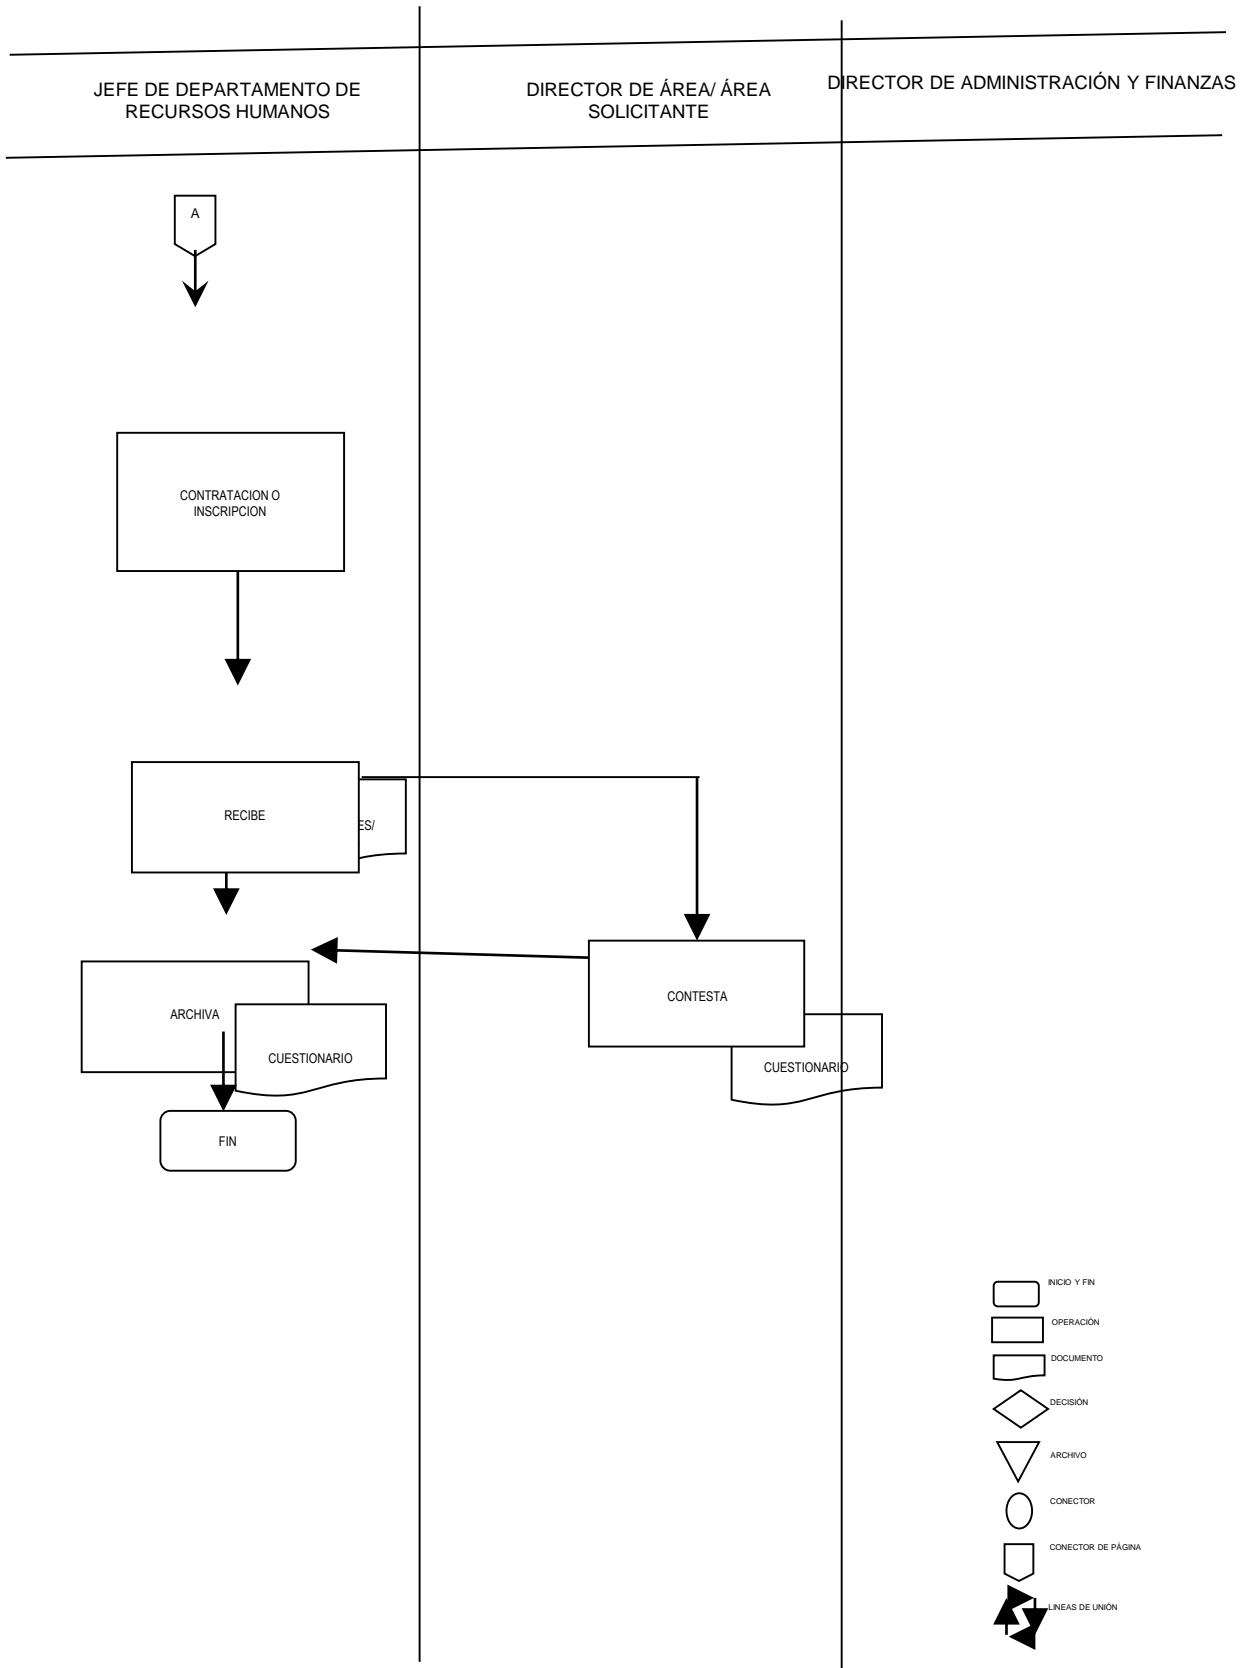 JEFE DE DEPARTAMENTO DE
RECURSOS HUMANOS
DIRECTOR DE ÁREA/ ÁREA
SOLICITANTE
DIRECTOR DE ADMINISTRACIÓN Y FINANZAS
A
CONTRATACION O
INSCRIPCION
RECIBE
ES/
CONTESTA
CUESTIONARIO
ARCHIVA
CUESTIONARIO
FIN
INICIO Y FIN
OPERACIÓN
DOCUMENTO
DECISIÓN
ARCHIVO
CONECTOR
CONECTOR DE PÁGINA
LINEAS DE UNIÓN